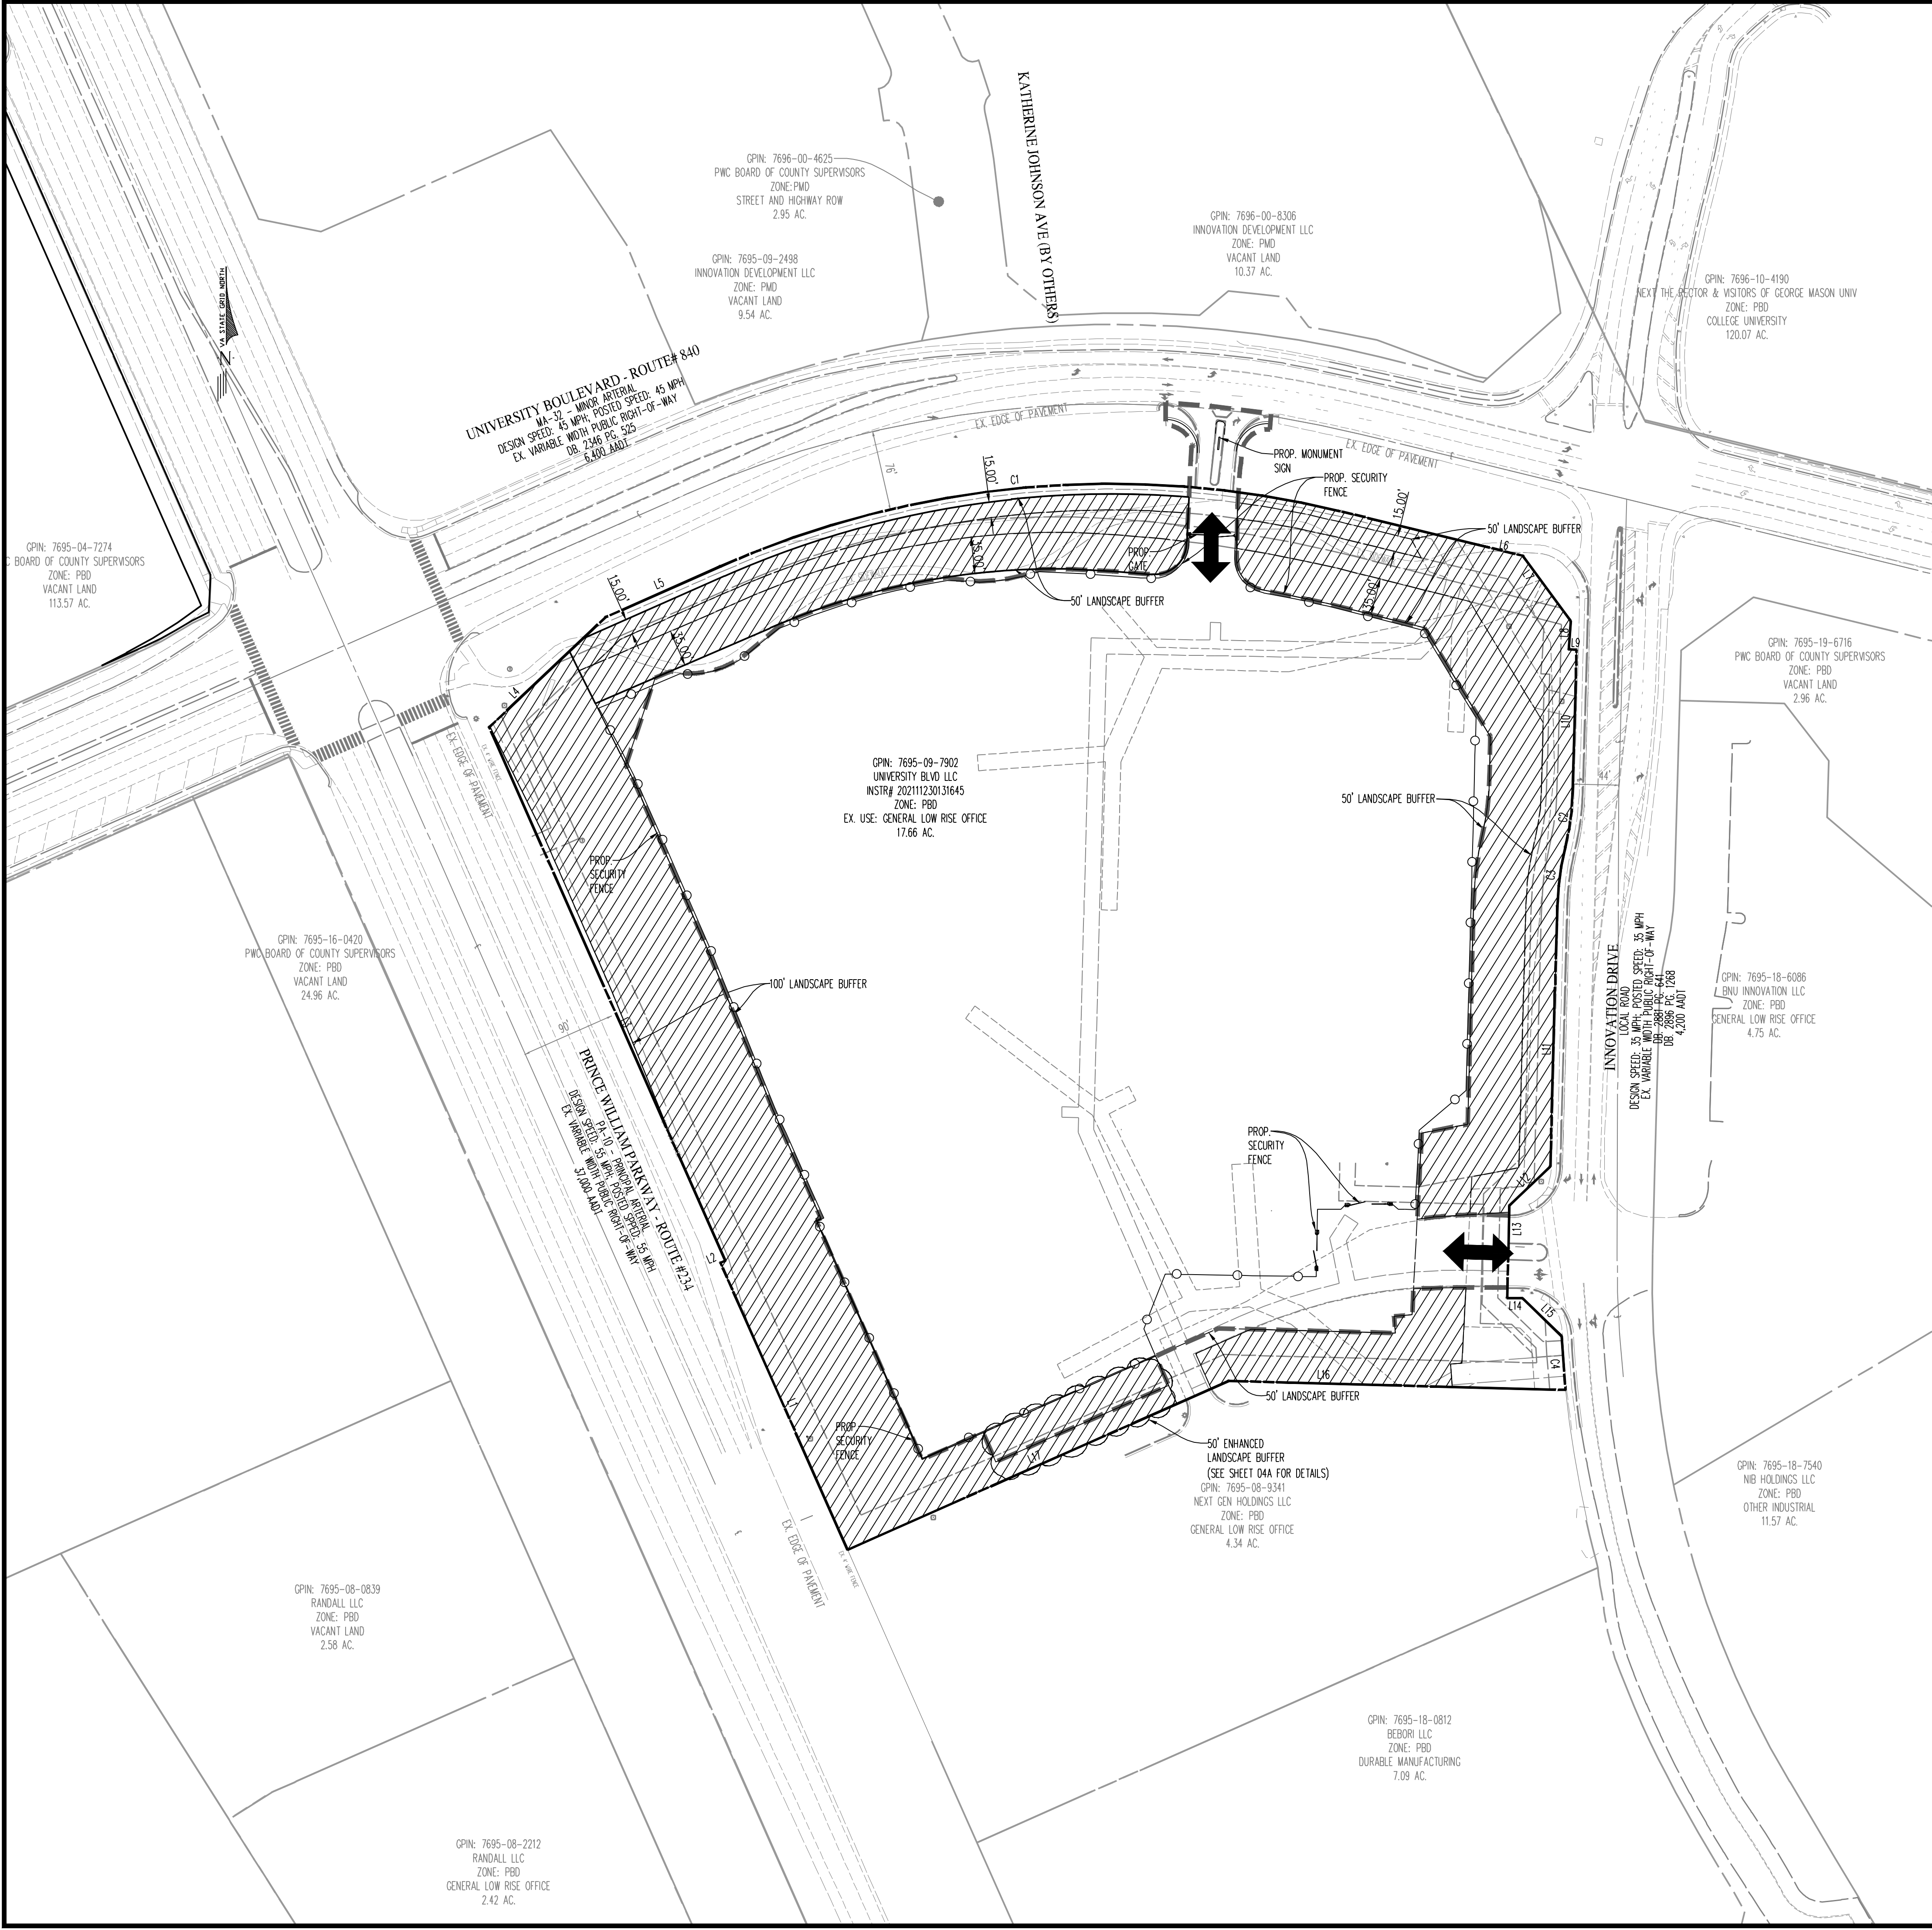 KATHERINE JOHNSON AVE (BY OTHERS)
GPIN: 7696-00-4625
PWC BOARD OF COUNTY SUPERVISORS
ZONE:PMD
STREET AND HIGHWAY ROW
2.95 AC.
GPIN: 7696-00-8306
INNOVATION DEVELOPMENT LLC
ZONE: PMD
VACANT LAND
10.37 AC.
GPIN: 7695-09-2498
INNOVATION DEVELOPMENT LLC
ZONE: PMD
VACANT LAND
9.54 AC.
GPIN: 7696-10-4190
NEXT THE RECTOR & VISITORS OF GEORGE MASON UNIV
ZONE: PBD
COLLEGE UNIVERSITY
120.07 AC.
VA STATE GRID NORTH
N
UNIVERSITY BOULEVARD - ROUTE# 840
MA-32 - MINOR ARTERIAL
DESIGN SPEED: 45 MPH; POSTED SPEED: 45 MPH
EX. VARIABLE WIDTH PUBLIC RIGHT-OF-WAY
DB. 2346 PG. 525
6,400 AADT
EX. EDGE OF PAVEMENT
EX. EDGE OF PAVEMENT
76'
15.00'
C1
PROP. MONUMENT
SIGN
PROP. SECURITY
FENCE
15.00'
50' LANDSCAPE BUFFER
L6
L7
L8
L9
35.00'
PROP.
GATE
35.00'
50' LANDSCAPE BUFFER
15.00'
L5
35.00'
L4
GPIN: 7695-04-7274
C BOARD OF COUNTY SUPERVISORS
ZONE: PBD
VACANT LAND
113.57 AC.
GPIN: 7695-19-6716
PWC BOARD OF COUNTY SUPERVISORS
ZONE: PBD
VACANT LAND
2.96 AC.
EX. EDGE OF PAVEMENT
EX. 4' WIRE FENCE
GPIN: 7695-09-7902
UNIVERSITY BLVD LLC
INSTR# 202111230131645
ZONE: PBD
EX. USE: GENERAL LOW RISE OFFICE
17.66 AC.
L10
44'
50' LANDSCAPE BUFFER
C2
C3
PROP.
SECURITY
FENCE
GPIN: 7695-16-0420
PWC BOARD OF COUNTY SUPERVISORS
ZONE: PBD
VACANT LAND
24.96 AC.
100' LANDSCAPE BUFFER
90'
PRINCE WILLIAM PARKWAY - ROUTE #234
PA-10 - PRINCIPAL ARTERIAL
DESIGN SPEED: 55 MPH; POSTED SPPED: 55 MPH
EX. VARIABLE WIDTH PUBLIC RIGHT-OF-WAY
37,000 AADT
INNOVATION DRIVE
LOCAL ROAD
DESIGN SPEED: 35 MPH; POSTED SPEED: 35 MPH
EX. VARIABLE WIDTH PUBLIC RIGHT-OF-WAY
DB. 2881 PG. 641
DB. 2896 PG. 1268
4,200 AADT
GPIN: 7695-18-6086
BNU INNOVATION LLC
ZONE: PBD
GENERAL LOW RISE OFFICE
4.75 AC.
L11
PROP.
SECURITY
FENCE
L12
L13
L2
L14
L15
C4
L16
50' LANDSCAPE BUFFER
L1
PROP.
SECURITY
FENCE
L17
50' ENHANCED
LANDSCAPE BUFFER
(SEE SHEET 04A FOR DETAILS)
GPIN: 7695-08-9341
NEXT GEN HOLDINGS LLC
ZONE: PBD
GENERAL LOW RISE OFFICE
4.34 AC.
GPIN: 7695-18-7540
NIB HOLDINGS LLC
ZONE: PBD
OTHER INDUSTRIAL
11.57 AC.
EX. EDGE OF PAVEMENT
EX. 4' WIRE FENCE
GPIN: 7695-08-0839
RANDALL LLC
ZONE: PBD
VACANT LAND
2.58 AC.
GPIN: 7695-18-0812
BEBORI LLC
ZONE: PBD
DURABLE MANUFACTURING
7.09 AC.
GPIN: 7695-08-2212
RANDALL LLC
ZONE: PBD
GENERAL LOW RISE OFFICE
2.42 AC.